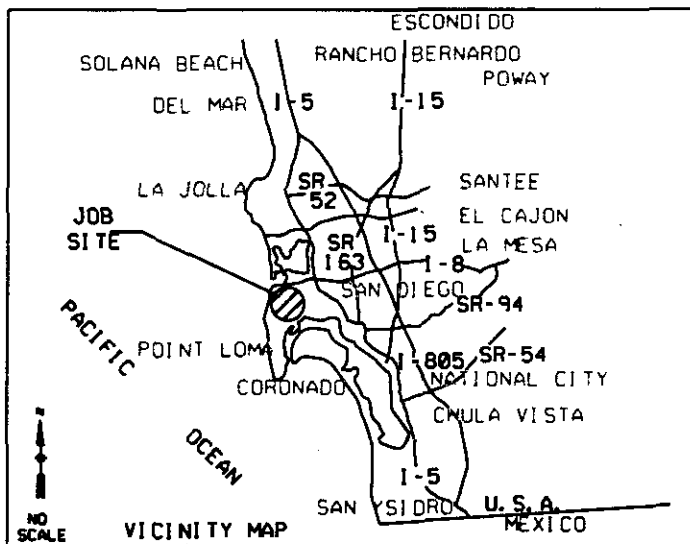 ESCONDIDO
SOLANA BEACH
RANCHO BERNARDO
POWAY
DEL MAR
I-5
I-15
LA JOLLA
SR
52
SANTEE
JOB
SITE
EL CAJON
SR
163
I-15
LA MESA
I-8
SAN DIEGO
SR-94
PACIFIC
OCEAN
POINT LOMA
I-805
SR-54
CORONADO
NATIONAL CITY
CHULA VISTA
I-5
N
NO
SCALE
VICINITY MAP
SAN YSIDRO
U.S.A.
MEXICO